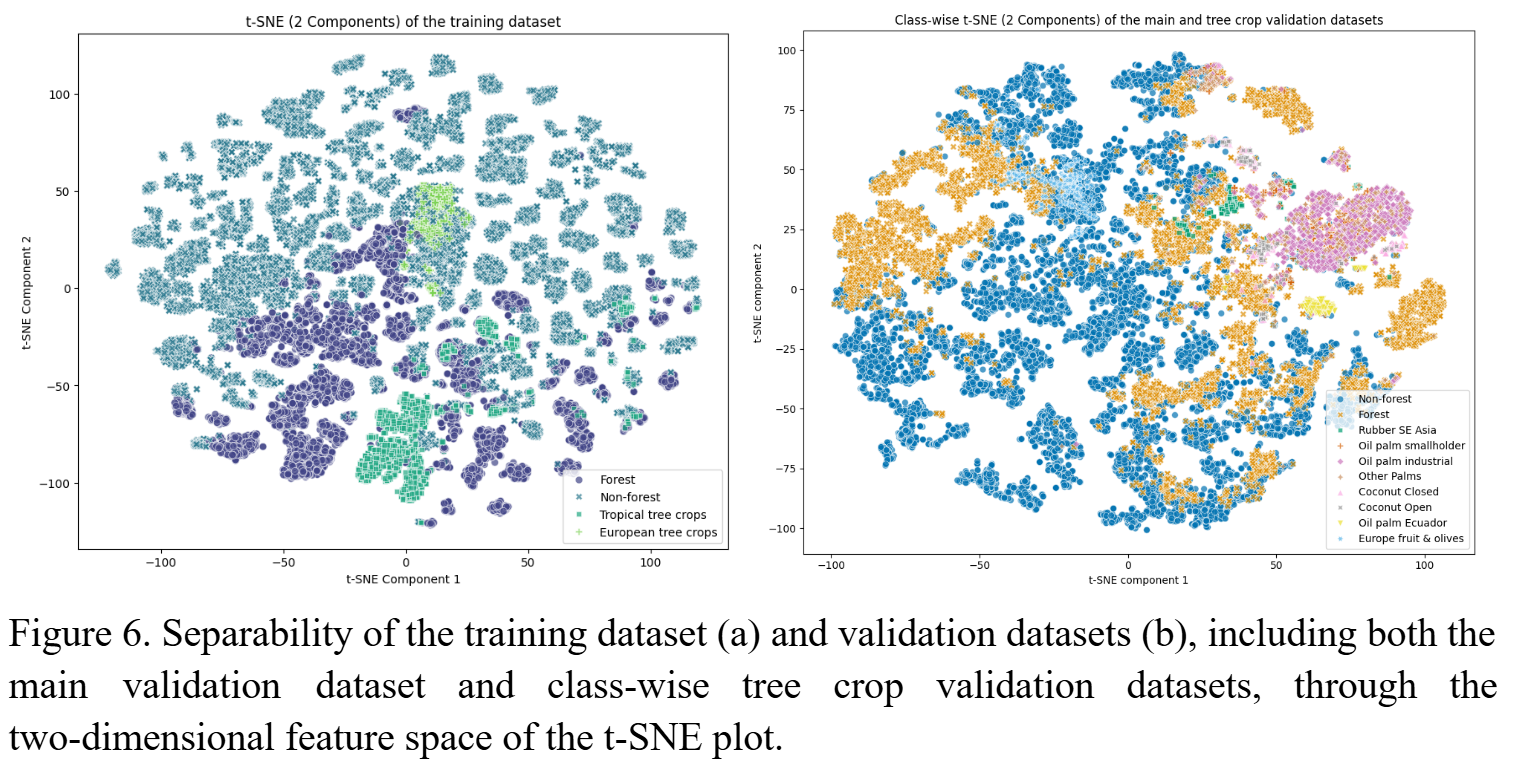 t-SNE (2 Components) of the training dataset
t-SNE Component 2
100
50
0
−50
−100
−100
−50
0
50
100
t-SNE Component 1
Forest
Non-forest
Tropical tree crops
European tree crops
Class-wise t-SNE (2 Components) of the main and tree crop validation datasets
t-SNE component 2
100
75
50
25
0
−25
−50
−75
−100
−100
−50
0
50
100
t-SNE component 1
Non-forest
Forest
Rubber SE Asia
Oil palm smallholder
Oil palm industrial
Other Palms
Coconut Closed
Coconut Open
Oil palm Ecuador
Europe fruit & olives
Figure 6. Separability of the training dataset (a) and validation datasets (b), including both the
main validation dataset and class-wise tree crop validation datasets, through the
two-dimensional feature space of the t-SNE plot.